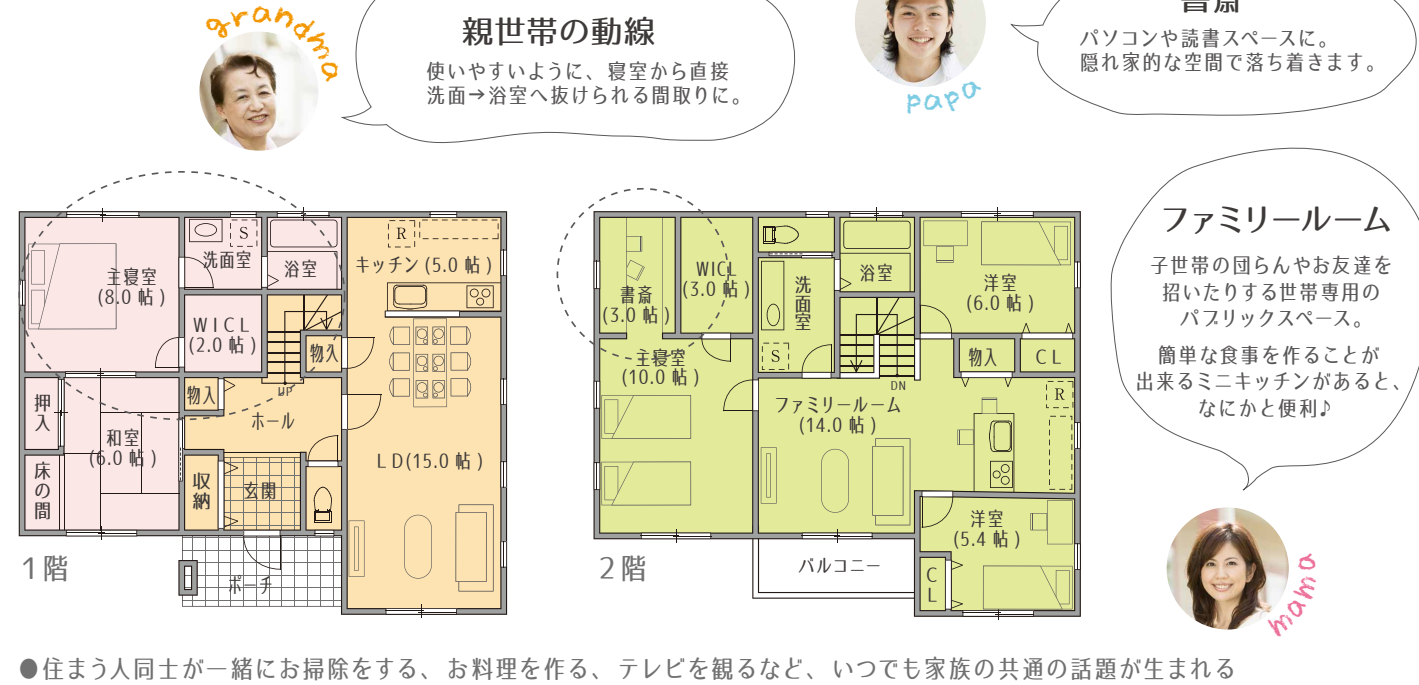 grandma
親世帯の動線
使いやすいように、寝室から直接
洗面→浴室へ抜けられる間取りに。
papa
書斎
パソコンや読書スペースに。
隠れ家的な空間で落ち着きます。
ファミリールーム
子世帯の団らんやお友達を
招いたりする世帯専用の
パブリックスペース。
簡単な食事を作ることが
出来るミニキッチンがあると、
なにかと便利♪
mama
主寝室
(8.0 帖 )
洗面室
S
浴室
R
キッチン (5.0 帖 )
WICL
(2.0 帖 )
物入
UP
物入
ホール
押入
和室
(6.0 帖 )
床の間
収納
玄関
LD(15.0 帖 )
ポーチ
1階
書斎
(3.0 帖 )
WICL
(3.0 帖 )
洗面室
S
浴室
洋室
(6.0 帖 )
主寝室
(10.0 帖 )
DN
物入
CL
ファミリールーム
(14.0 帖 )
R
洋室
(5.4 帖 )
CL
バルコニー
2階
●住まう人同士が一緒にお掃除をする、お料理を作る、テレビを観るなど、いつでも家族の共通の話題が生まれる